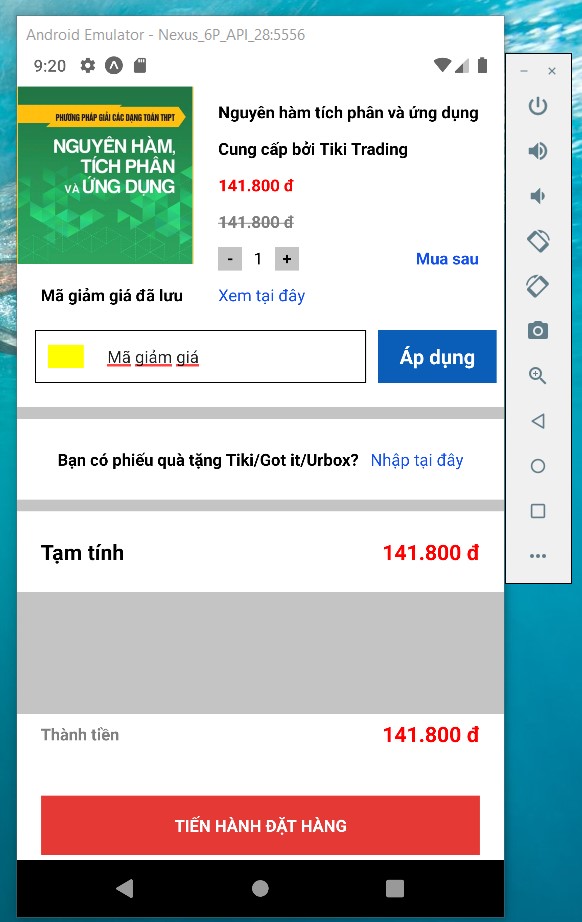 Android Emulator - Nexus_6P_API_28:5556
9:20
PHƯƠNG PHÁP GIẢI CÁC DẠNG TOÁN THPT
NGUYÊN HÀM,
TÍCH PHÂN
VÀ ỨNG DỤNG
Nguyên hàm tích phân và ứng dụng
Cung cấp bởi Tiki Trading
141.800 đ
141.800 đ
- 1 + Mua sau
Mã giảm giá đã lưu Xem tại đây
Mã giảm giá Áp dụng
Bạn có phiếu quà tặng Tiki/Got it/Urbox? Nhập tại đây
Tạm tính 141.800 đ
Thành tiền 141.800 đ
TIẾN HÀNH ĐẶT HÀNG